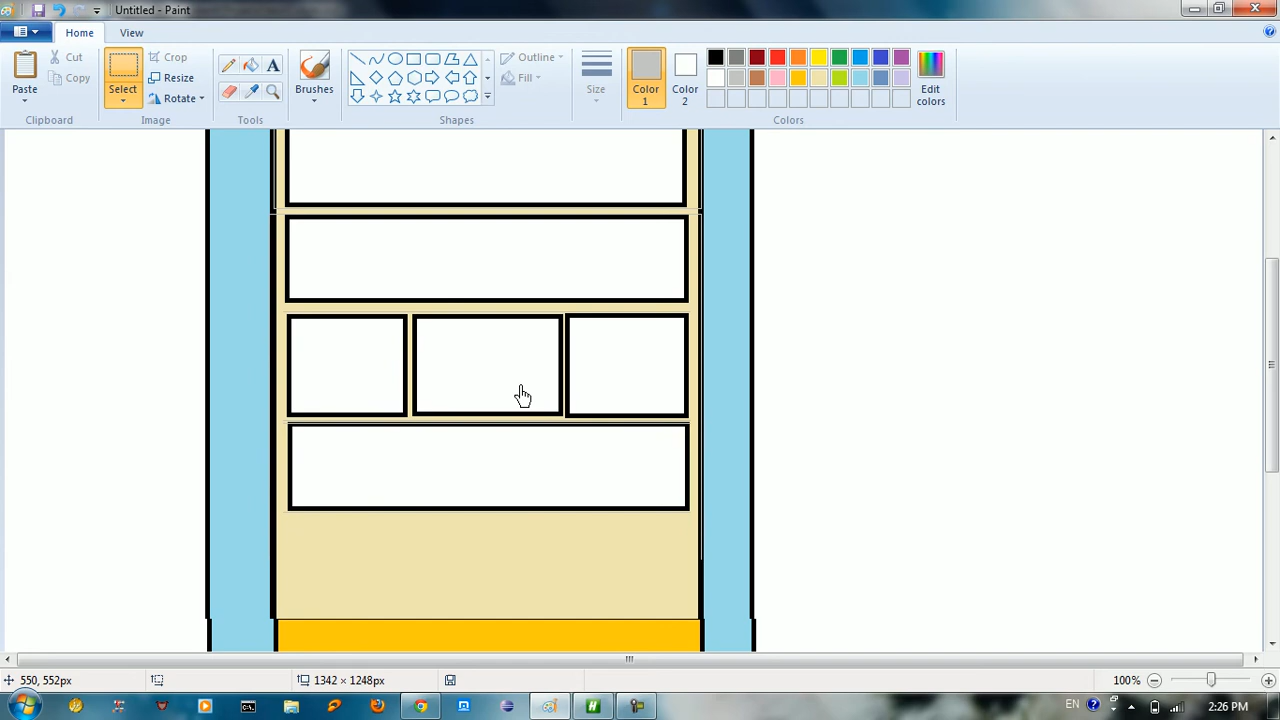 Untitled - Paint
Home View
Paste
Cut
Copy
Clipboard
Select
Crop
Resize
Rotate
Image
A
Tools
Brushes
Outline
Fill
Shapes
Size
Color
1
Color
2
Edit
colors
Colors
550, 552px
1342 × 1248px
100%
EN
2:26 PM